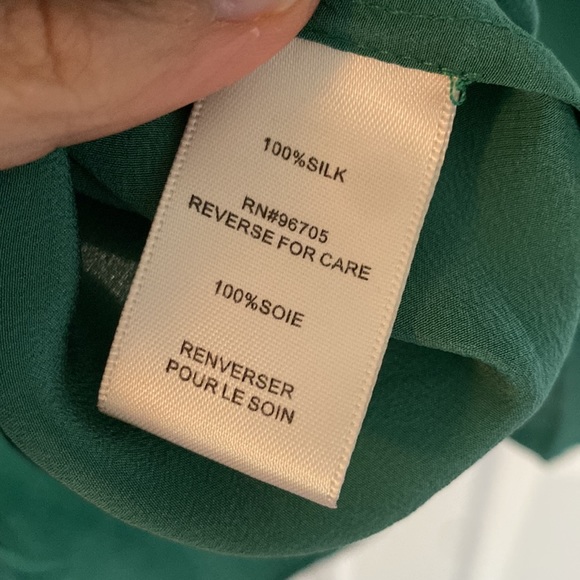 100%SILK
RN#96705
REVERSE FOR CARE
100%SOIE
RENVERSER
POUR LE SOIN